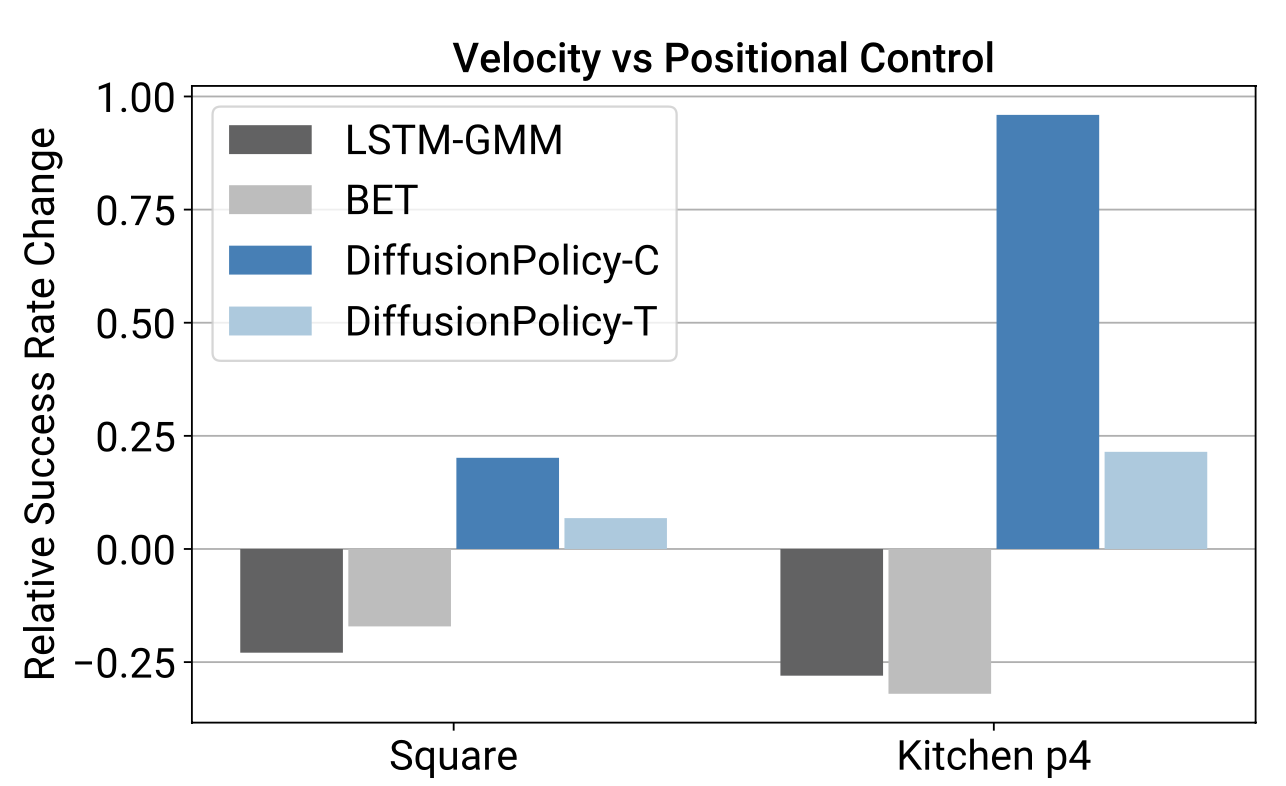 Velocity vs Positional Control
Relative Success Rate Change
1.00
0.75
0.50
0.25
0.00
−0.25
LSTM-GMM
BET
DiffusionPolicy-C
DiffusionPolicy-T
Square
Kitchen p4